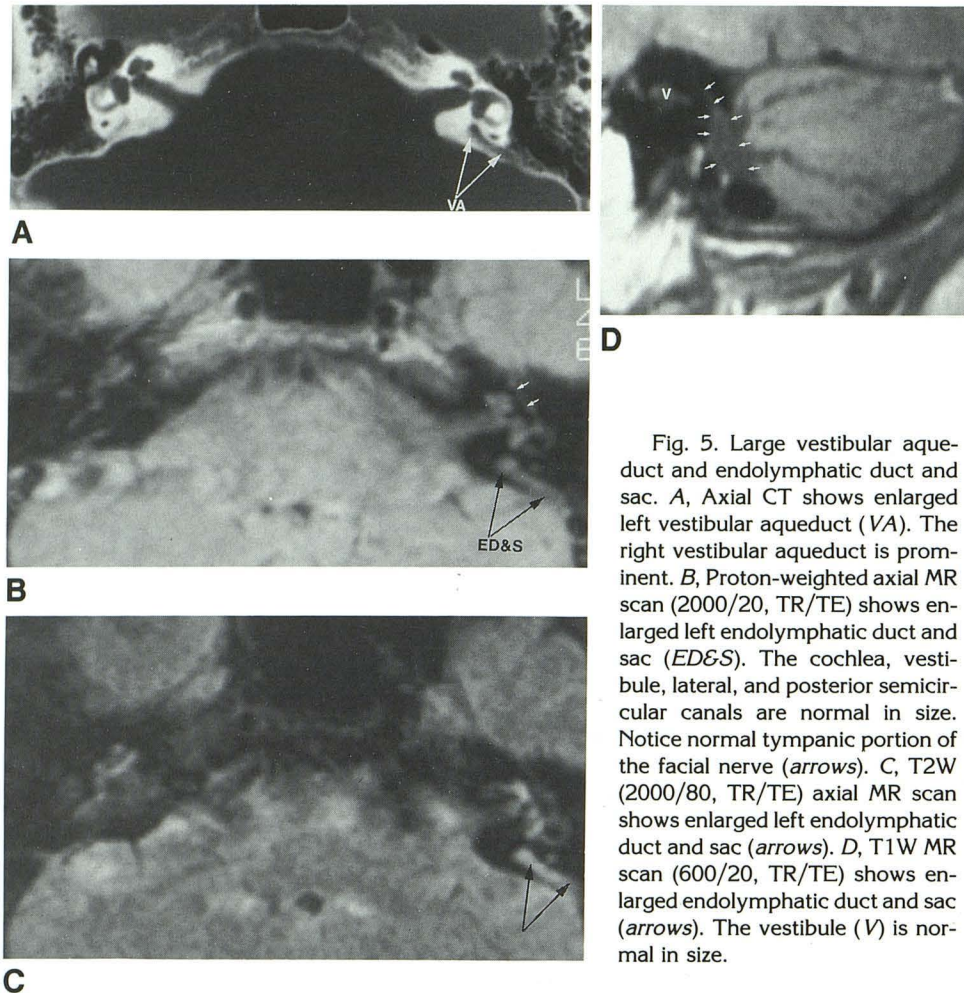 VA
A
ED&S
B
C
V
D
Fig. 5. Large vestibular aque-
duct and endolymphatic duct and
sac. A, Axial CT shows enlarged
left vestibular aqueduct (VA). The
right vestibular aqueduct is prom-
inent. B, Proton-weighted axial MR
scan (2000/20, TR/TE) shows en-
larged left endolymphatic duct and
sac (ED&S). The cochlea, vesti-
bule, lateral, and posterior semicir-
cular canals are normal in size.
Notice normal tympanic portion of
the facial nerve (arrows). C, T2W
(2000/80, TR/TE) axial MR scan
shows enlarged left endolymphatic
duct and sac (arrows). D, T1W MR
scan (600/20, TR/TE) shows en-
larged endolymphatic duct and sac
(arrows). The vestibule (V) is nor-
mal in size.